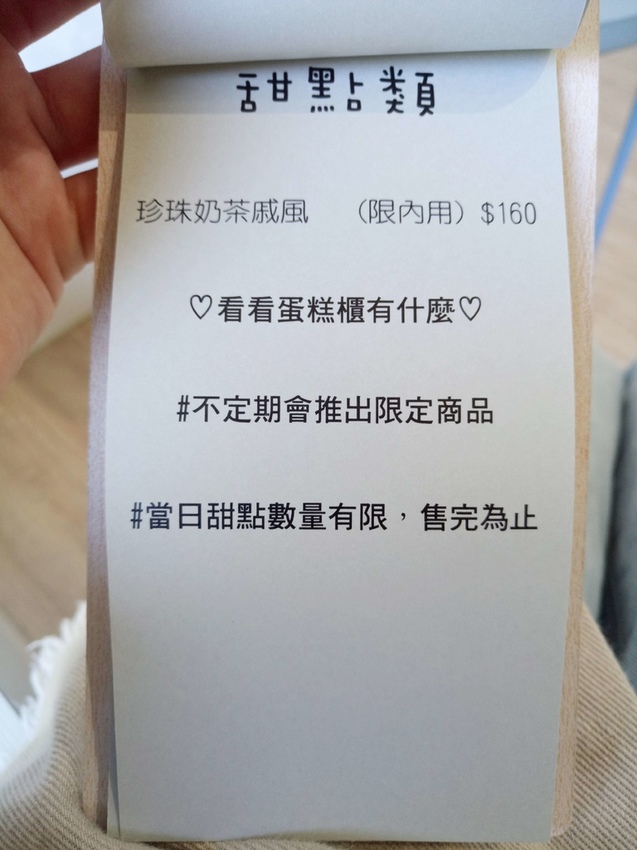 甜點類
珍珠奶茶戚風 （限內用）$160
♡看看蛋糕櫃有什麼♡
#不定期會推出限定商品
#當日甜點數量有限，售完為止